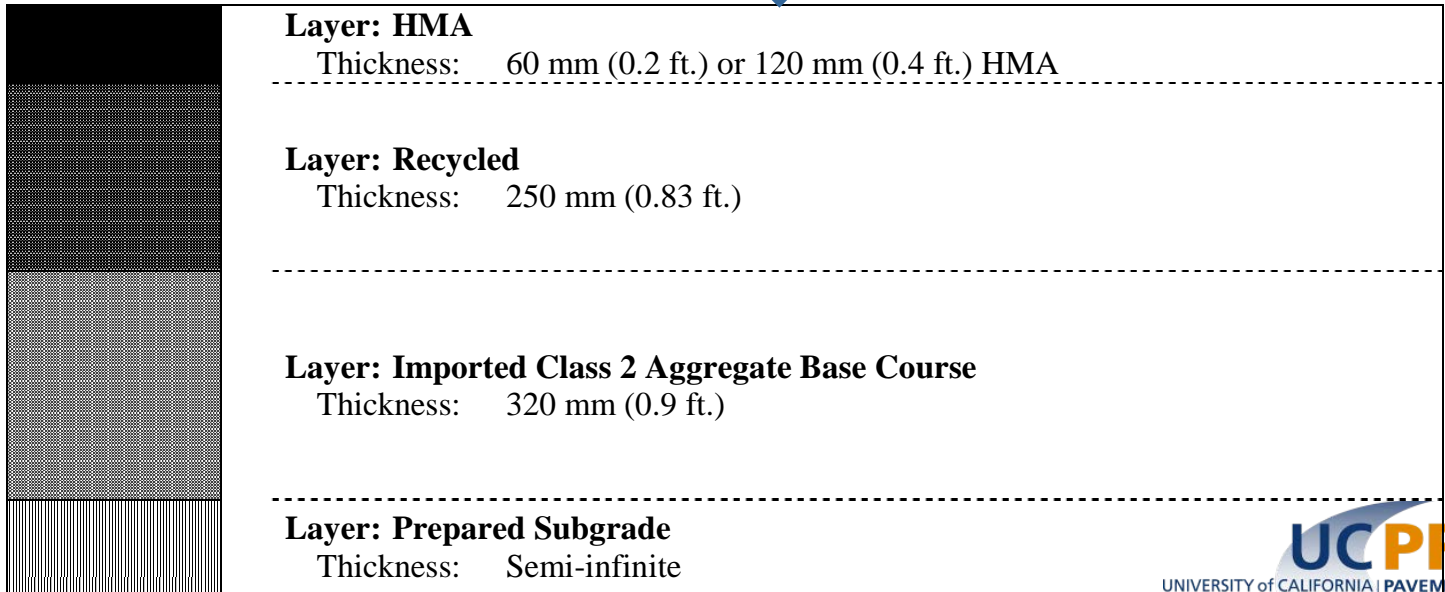 Layer: HMA
Thickness: 60 mm (0.2 ft.) or 120 mm (0.4 ft.) HMA
Layer: Recycled
Thickness: 250 mm (0.83 ft.)
Layer: Imported Class 2 Aggregate Base Course
Thickness: 320 mm (0.9 ft.)
Layer: Prepared Subgrade
Thickness: Semi-infinite
UC
UNIVERSITY of CALIFORNIA |